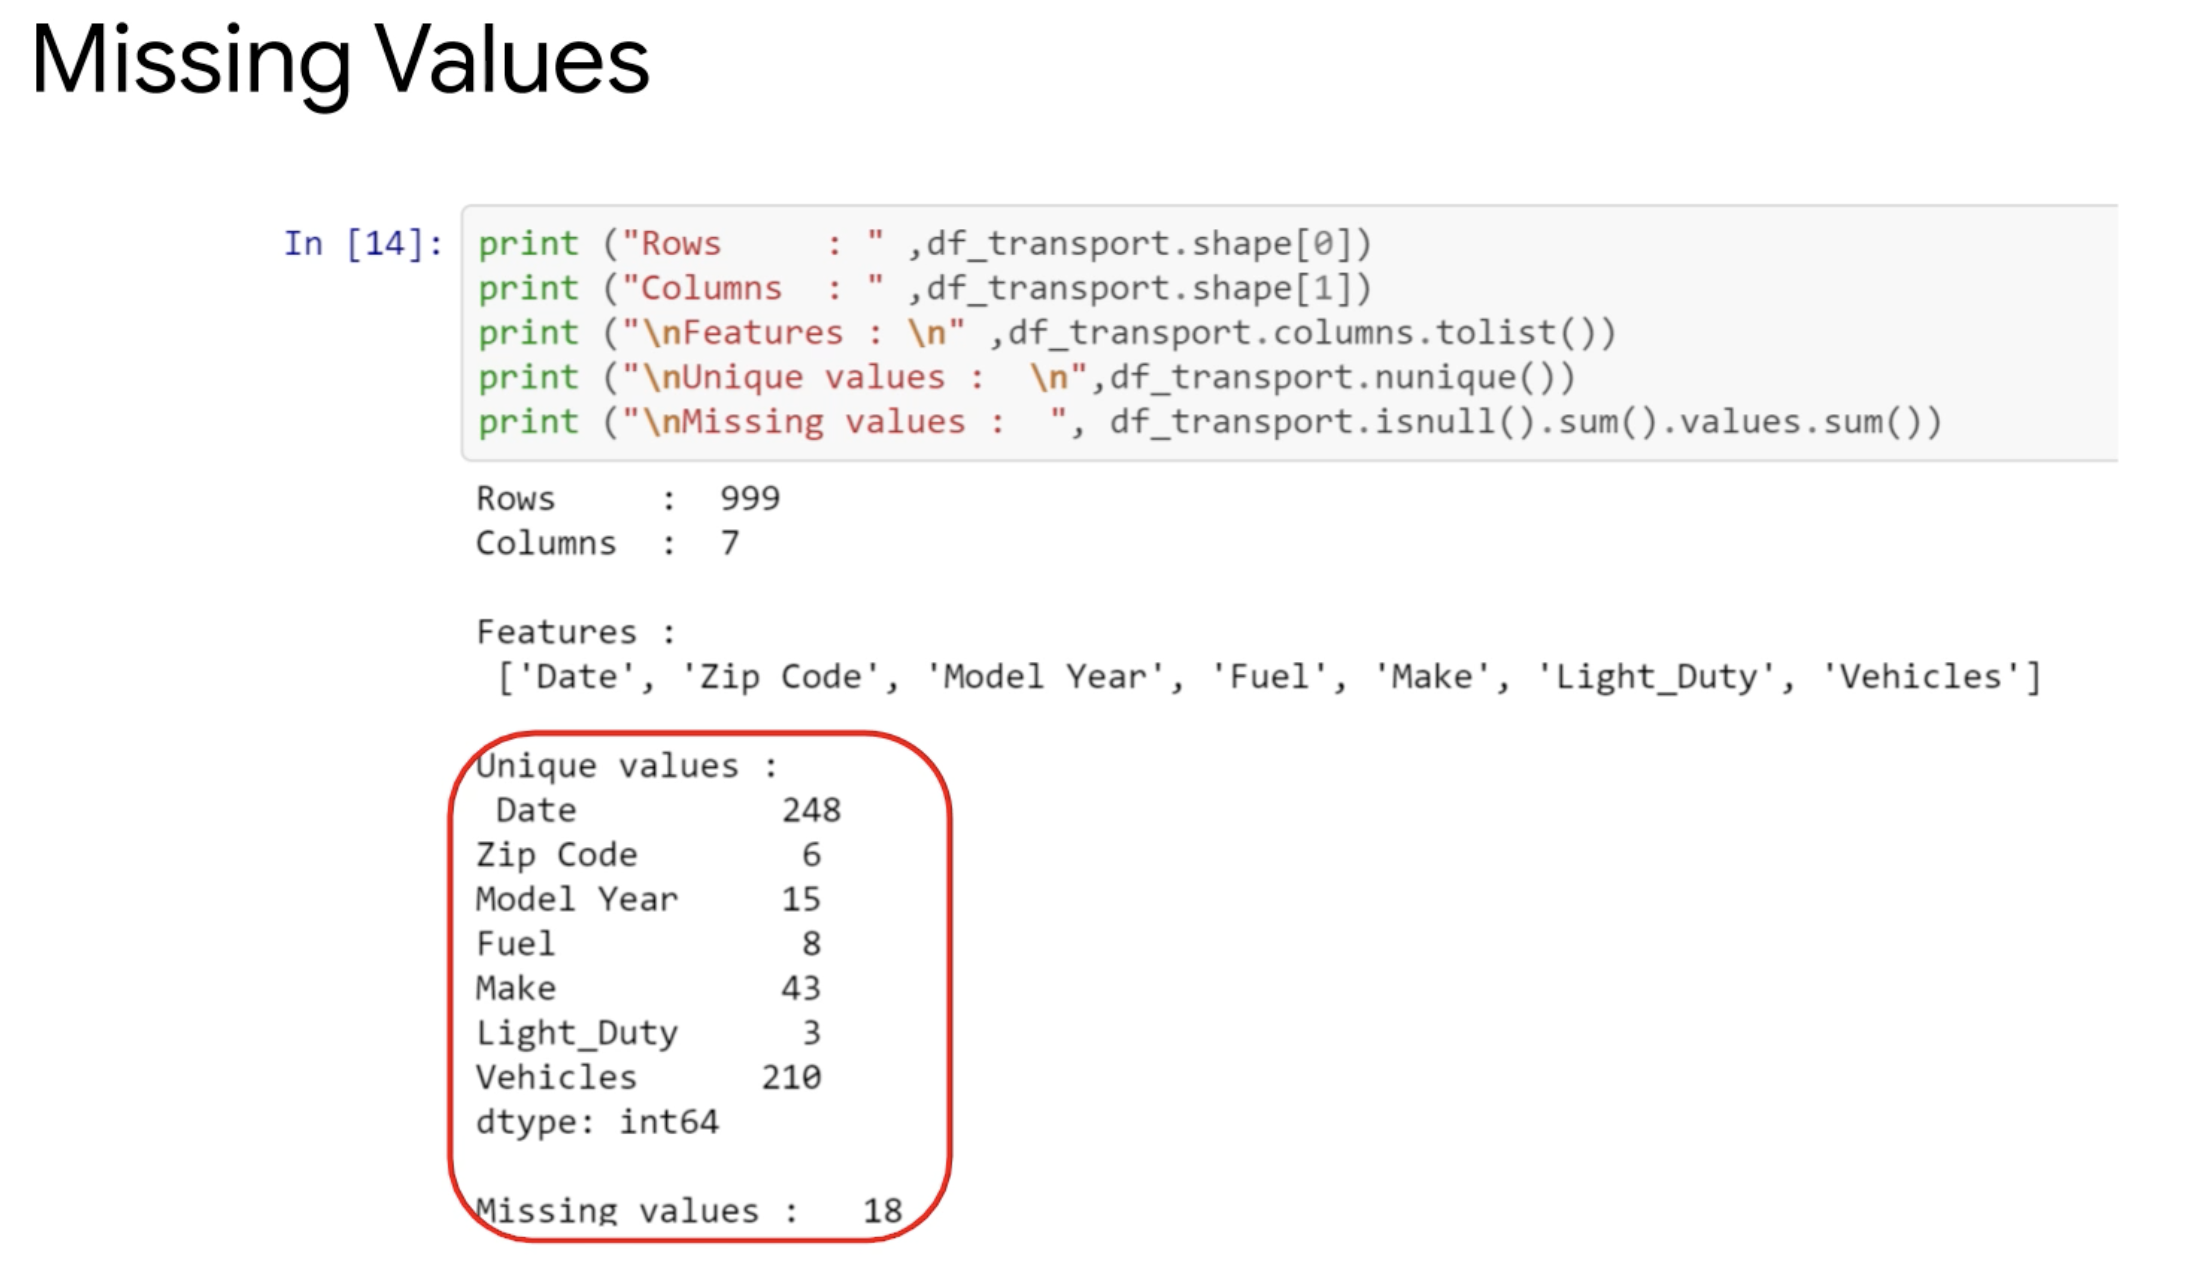 Missing Values
In [14]:
print ("Rows     : " ,df_transport.shape[0])
print ("Columns  : " ,df_transport.shape[1])
print ("\nFeatures : \n" ,df_transport.columns.tolist())
print ("\nUnique values :  \n",df_transport.nunique())
print ("\nMissing values :  ", df_transport.isnull().sum().values.sum())
Rows     :  999
Columns  :  7
Features :
['Date', 'Zip Code', 'Model Year', 'Fuel', 'Make', 'Light_Duty', 'Vehicles']
Unique values :
Date          248
Zip Code        6
Model Year     15
Fuel            8
Make           43
Light_Duty      3
Vehicles      210
dtype: int64
Missing values :   18